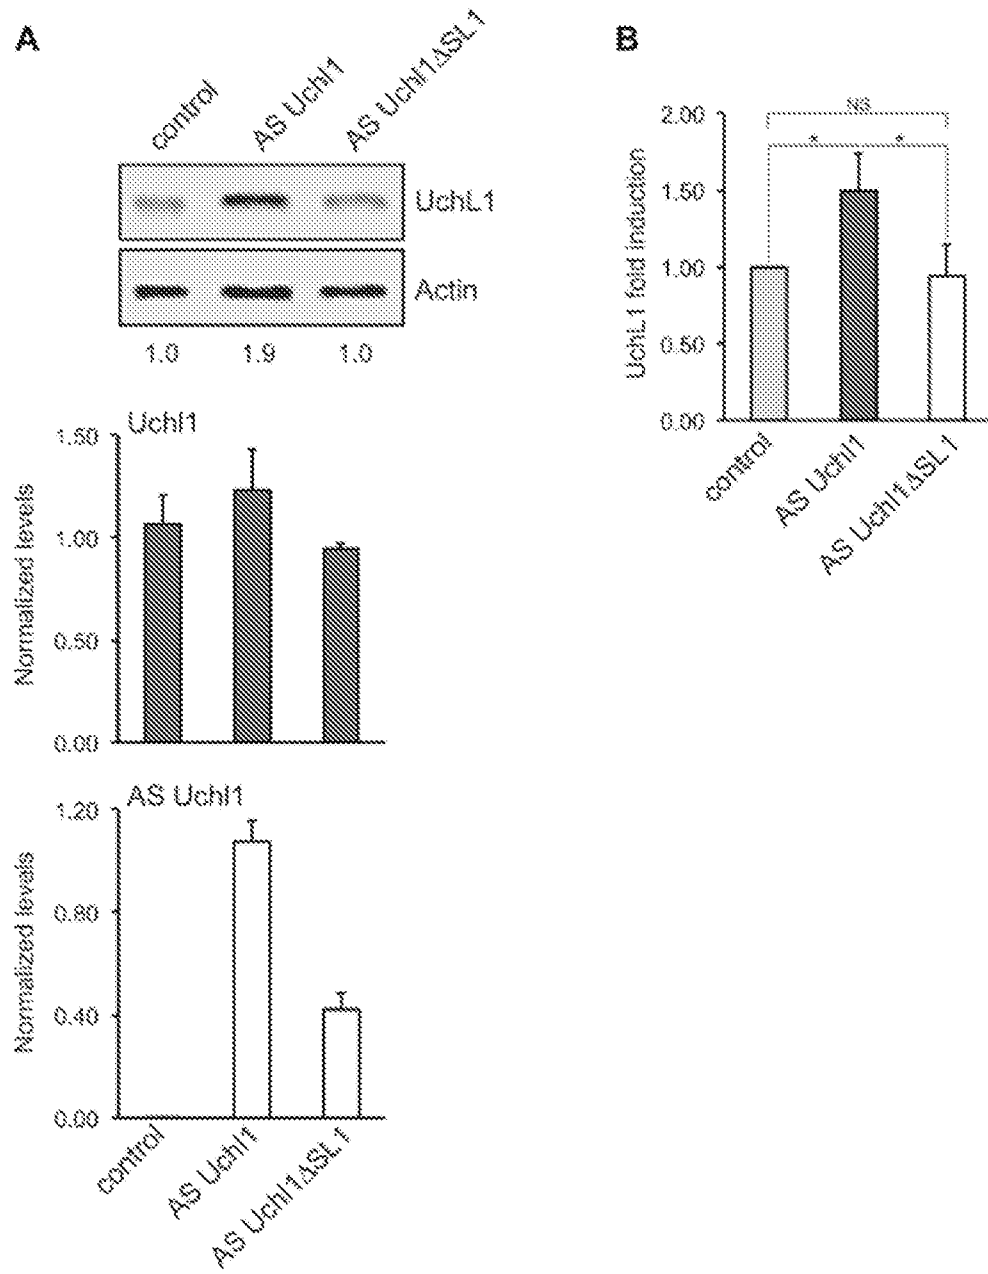 A
control
AS Uchl1
AS Uchl1ΔSL1
UchL1
Actin
1.0 1.9 1.0
Uchl1
Normalized levels
1.50
1.00
0.50
0.00
AS Uchl1
Normalized levels
1.20
0.80
0.40
0.00
control
AS Uchl1
AS Uchl1ΔSL1
B
UchL1 fold induction
2.00
1.50
1.00
0.50
0.00
NS
* *
control
AS Uchl1
AS Uchl1ΔSL1